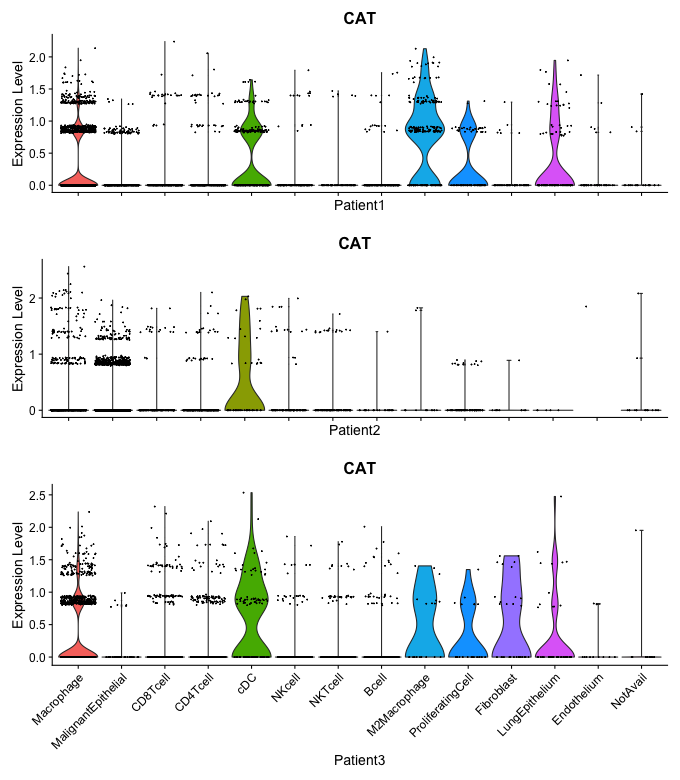 CAT
Expression Level
2.0
1.5
1.0
0.5
0.0
Patient1
CAT
Expression Level
2
1
0
Patient2
CAT
Expression Level
2.5
2.0
1.5
1.0
0.5
0.0
Macrophage
MalignantEpithelial
CD8Tcell
CD4Tcell
cDC
NKcell
NKTcell
Bcell
M2Macrophage
ProliferatingCell
Fibroblast
LungEpithelium
Endothelium
NotAvail
Patient3